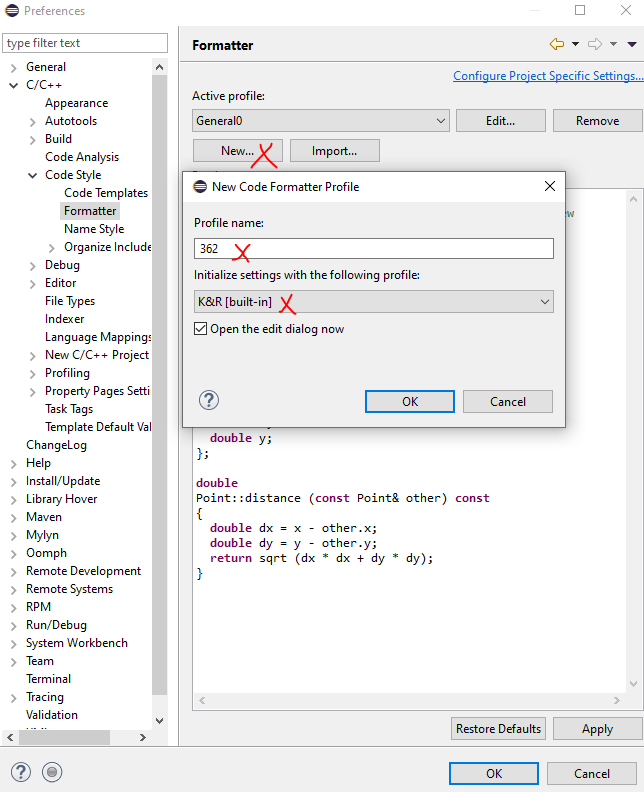 Preferences
type filter text
Formatter
Configure Project Specific Settings...
General
C/C++
Appearance
Autotools
Build
Code Analysis
Code Style
Code Templates
Formatter
Name Style
Organize Include
Debug
Editor
File Types
Indexer
Language Mappings
New C/C++ Project
Profiling
Property Pages Setti
Task Tags
Template Default Val
ChangeLog
Help
Install/Update
Library Hover
Maven
Mylyn
Oomph
Remote Development
Remote Systems
RPM
Run/Debug
System Workbench
Team
Terminal
Tracing
Validation
Active profile:
General0
Edit...
Remove
New...
Import...
New Code Formatter Profile
Profile name:
362
Initialize settings with the following profile:
K&R [built-in]
Open the edit dialog now
OK
Cancel
double y;
};
double
Point::distance (const Point& other) const
{
double dx = x - other.x;
double dy = y - other.y;
return sqrt (dx * dx + dy * dy);
}
Restore Defaults
Apply
OK
Cancel